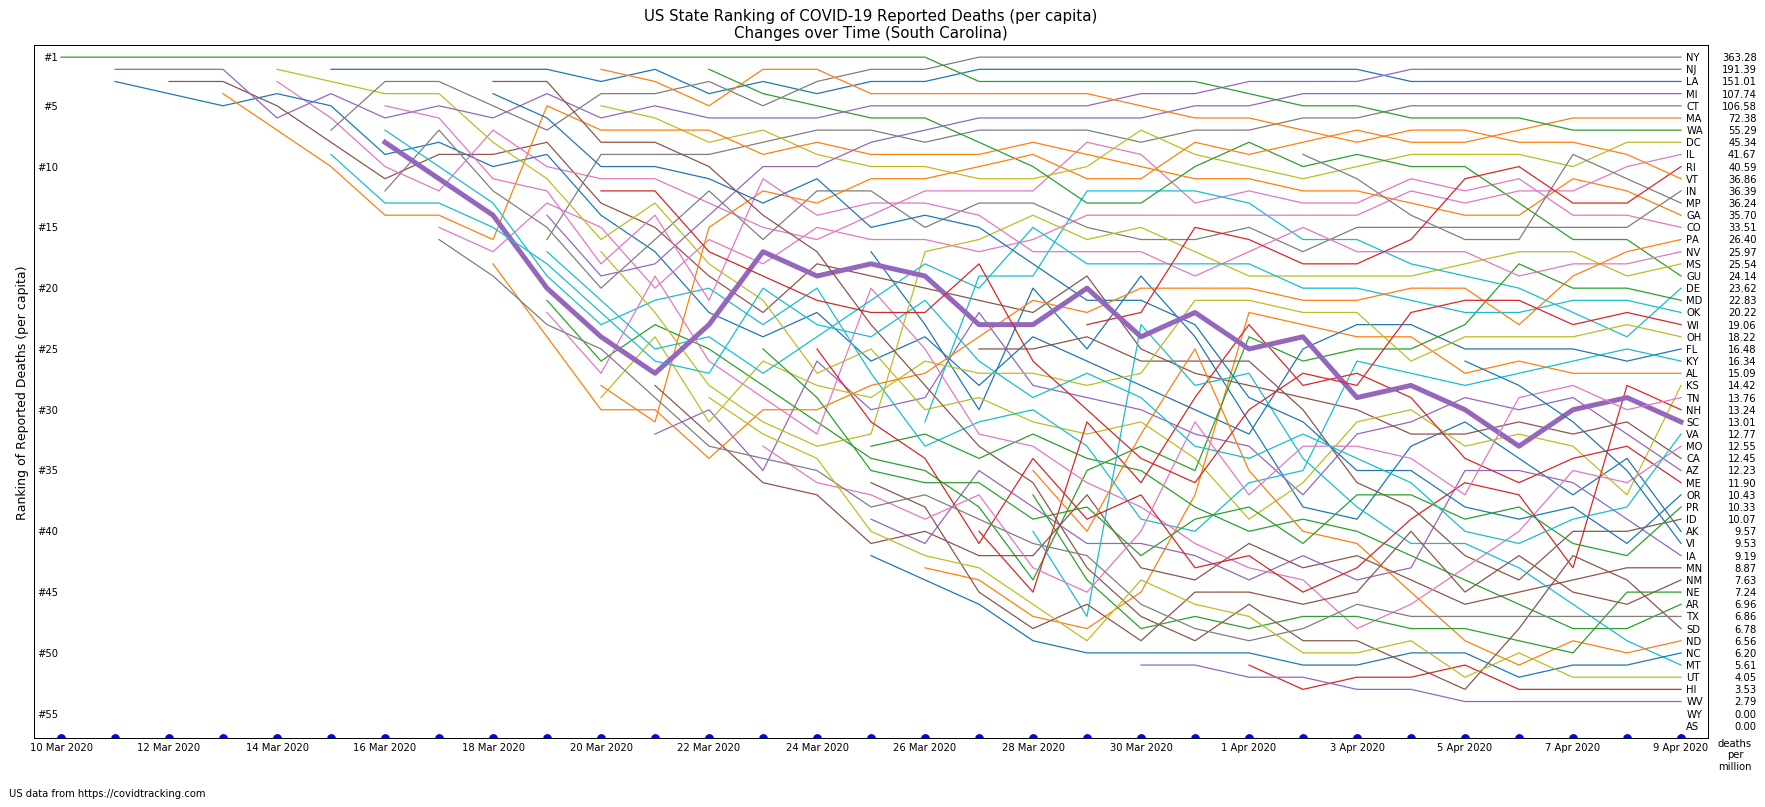 US State Ranking of COVID-19 Reported Deaths (per capita)
Changes over Time (South Carolina)
Ranking of Reported Deaths (per capita)
#1
#5
#10
#15
#20
#25
#30
#35
#40
#45
#50
#55
NY 363.28
NJ 191.39
LA 151.01
MI 107.74
CT 106.58
MA 72.38
WA 55.29
DC 45.34
IL 41.67
RI 40.59
VT 36.86
IN 36.39
MP 36.24
GA 35.70
CO 33.51
PA 26.40
NV 25.97
MS 25.54
GU 24.14
DE 23.62
MD 22.83
OK 20.22
WI 19.06
OH 18.22
FL 16.48
KY 16.34
AL 15.09
KS 14.42
TN 13.76
NH 13.24
SC 13.01
VA 12.77
MO 12.55
CA 12.45
AZ 12.23
ME 11.90
OR 10.43
PR 10.33
ID 10.07
AK 9.57
VI 9.53
IA 9.19
MN 8.87
NM 7.63
NE 7.24
AR 6.96
TX 6.86
SD 6.78
ND 6.56
NC 6.20
MT 5.61
UT 4.05
HI 3.53
WV 2.79
WY 0.00
AS 0.00
10 Mar 2020 12 Mar 2020 14 Mar 2020 16 Mar 2020 18 Mar 2020 20 Mar 2020 22 Mar 2020 24 Mar 2020 26 Mar 2020 28 Mar 2020 30 Mar 2020 1 Apr 2020 3 Apr 2020 5 Apr 2020 7 Apr 2020 9 Apr 2020
deaths
per
million
US data from https://covidtracking.com